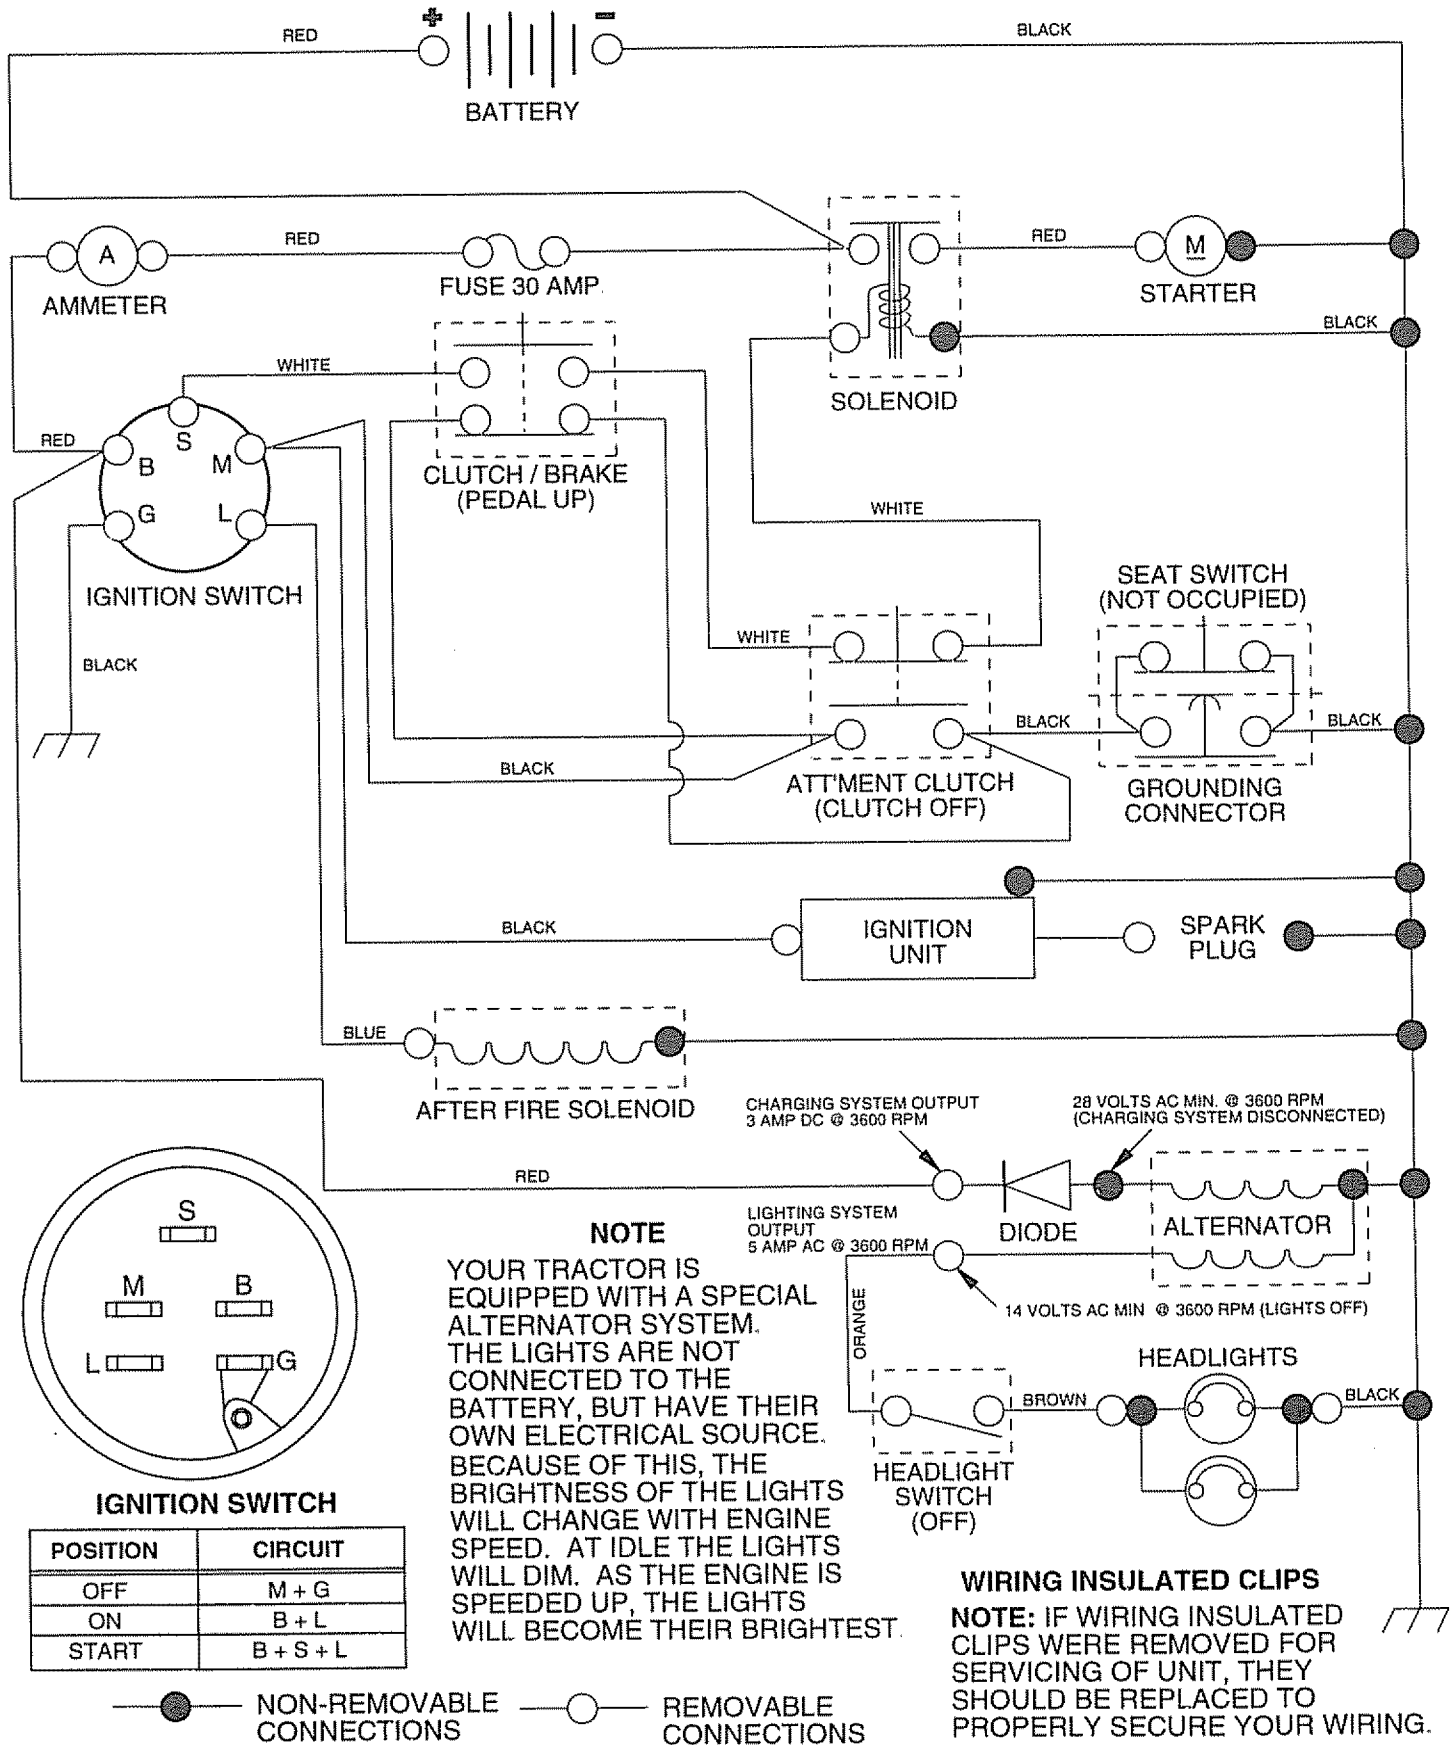 + −
RED
BLACK
BATTERY
A
RED
M
RED
AMMETER
FUSE 30 AMP.
STARTER
BLACK
WHITE
SOLENOID
RED
S
B
M
G
L
CLUTCH / BRAKE
(PEDAL UP)
WHITE
IGNITION SWITCH
SEAT SWITCH
(NOT OCCUPIED)
BLACK
WHITE
BLACK
BLACK
BLACK
ATT'MENT CLUTCH
(CLUTCH OFF)
GROUNDING
CONNECTOR
BLACK
IGNITION
UNIT
SPARK
PLUG
BLUE
AFTER FIRE SOLENOID
CHARGING SYSTEM OUTPUT
3 AMP DC @ 3600 RPM
28 VOLTS AC MIN. @ 3600 RPM
(CHARGING SYSTEM DISCONNECTED)
RED
DIODE
ALTERNATOR
LIGHTING SYSTEM
OUTPUT
5 AMP AC @ 3600 RPM
14 VOLTS AC MIN @ 3600 RPM (LIGHTS OFF)
ORANGE
HEADLIGHTS
BROWN
BLACK
HEADLIGHT
SWITCH
(OFF)
S
M
B
L
G
IGNITION SWITCH
POSITION CIRCUIT
OFF M + G
ON B + L
START B + S + L
NOTE
YOUR TRACTOR IS
EQUIPPED WITH A SPECIAL
ALTERNATOR SYSTEM.
THE LIGHTS ARE NOT
CONNECTED TO THE
BATTERY, BUT HAVE THEIR
OWN ELECTRICAL SOURCE.
BECAUSE OF THIS, THE
BRIGHTNESS OF THE LIGHTS
WILL CHANGE WITH ENGINE
SPEED. AT IDLE THE LIGHTS
WILL DIM. AS THE ENGINE IS
SPEEDED UP, THE LIGHTS
WILL BECOME THEIR BRIGHTEST.
WIRING INSULATED CLIPS
NOTE: IF WIRING INSULATED
CLIPS WERE REMOVED FOR
SERVICING OF UNIT, THEY
SHOULD BE REPLACED TO
PROPERLY SECURE YOUR WIRING.
NON-REMOVABLE
CONNECTIONS
REMOVABLE
CONNECTIONS